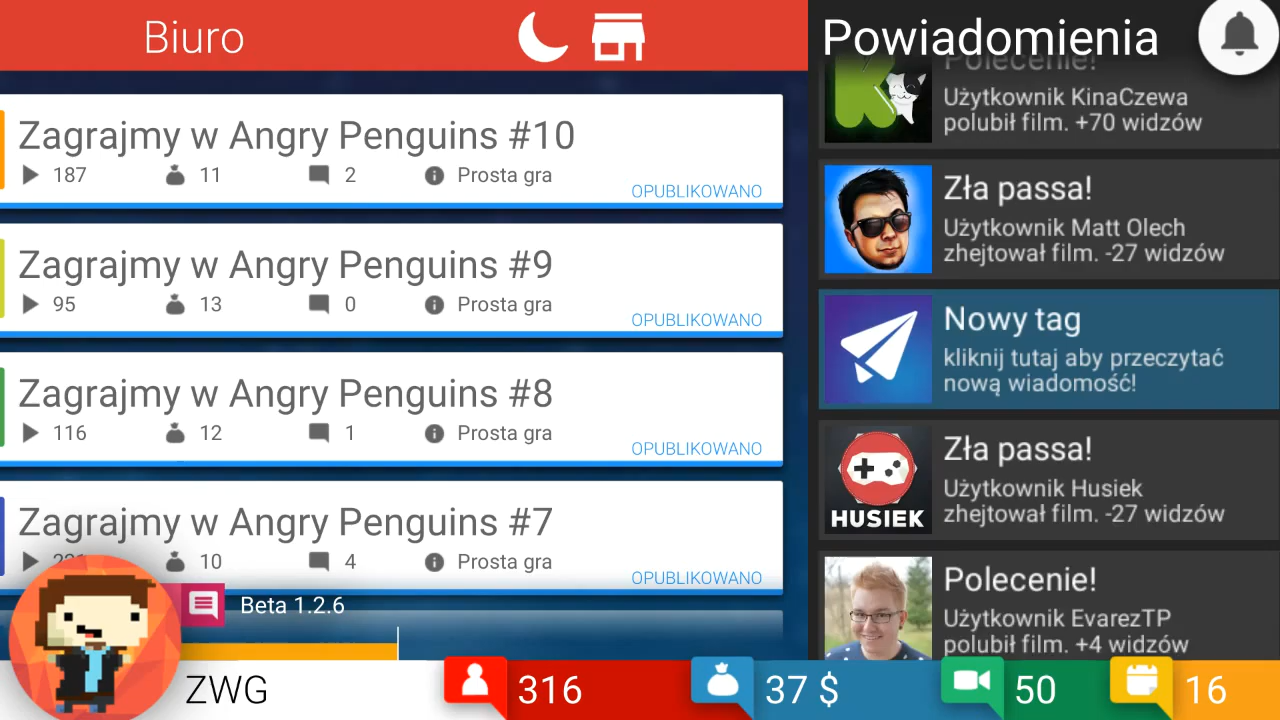 Biuro
Zagrajmy w Angry Penguins #10
187 11 2 Prosta gra
OPUBLIKOWANO
Zagrajmy w Angry Penguins #9
95 13 0 Prosta gra
OPUBLIKOWANO
Zagrajmy w Angry Penguins #8
116 12 1 Prosta gra
OPUBLIKOWANO
Zagrajmy w Angry Penguins #7
10 4 Prosta gra
OPUBLIKOWANO
Beta 1.2.6
Powiadomienia
Polecenie!
Użytkownik KinaCzewa
polubił film. +70 widzów
Zła passa!
Użytkownik Matt Olech
zhejtował film. -27 widzów
Nowy tag
kliknij tutaj aby przeczytać
nową wiadomość!
HUSIEK
Zła passa!
Użytkownik Husiek
zhejtował film. -27 widzów
Polecenie!
Użytkownik EvarezTP
polubił film. +4 widzów
ZWG 316 37 $ 50 16